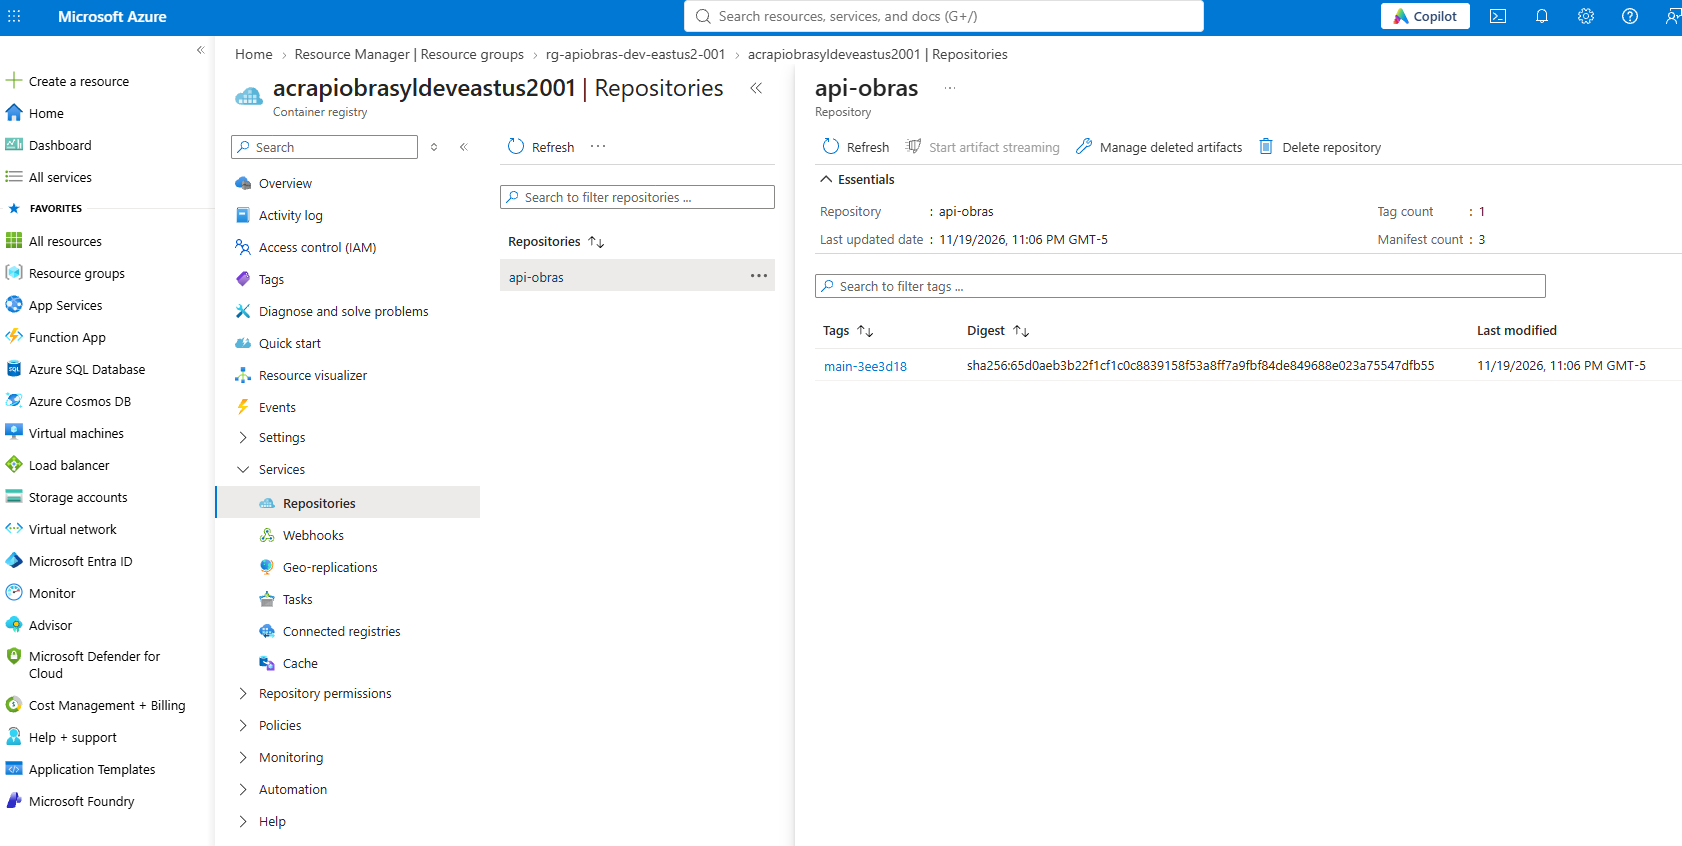 Microsoft Azure
Search resources, services, and docs (G+/)
Copilot
Home > Resource Manager | Resource groups > rg-apiobras-dev-eastus2-001 > acrapiobrasyldeveastus2001 | Repositories
Create a resource
Home
Dashboard
All services
FAVORITES
All resources
Resource groups
App Services
Function App
Azure SQL Database
Azure Cosmos DB
Virtual machines
Load balancer
Storage accounts
Virtual network
Microsoft Entra ID
Monitor
Advisor
Microsoft Defender for
Cloud
Cost Management + Billing
Help + support
Application Templates
Microsoft Foundry
acrapiobrasyldeveastus2001 | Repositories
Container registry
Search
Overview
Activity log
Access control (IAM)
Tags
Diagnose and solve problems
Quick start
Resource visualizer
Events
Settings
Services
Repositories
Webhooks
Geo-replications
Tasks
Connected registries
Cache
Repository permissions
Policies
Monitoring
Automation
Help
Refresh
Search to filter repositories ...
Repositories
api-obras
api-obras
Repository
Refresh Start artifact streaming Manage deleted artifacts Delete repository
Essentials
Repository : api-obras Tag count : 1
Last updated date : 11/19/2026, 11:06 PM GMT-5 Manifest count : 3
Search to filter tags ...
Tags Digest Last modified
main-3ee3d18 sha256:65d0aeb3b22f1cf1c0c8839158f53a8ff7a9fbf84de849688e023a75547dfb55 11/19/2026, 11:06 PM GMT-5